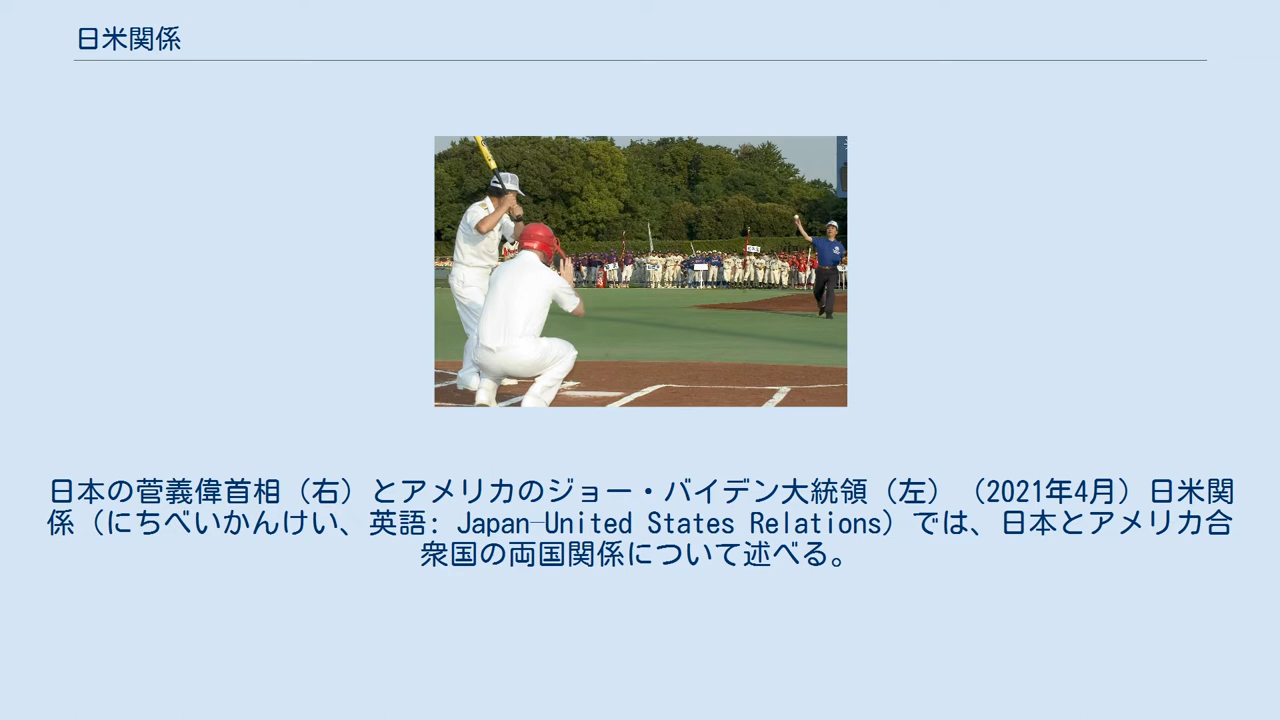 日米関係
日本の菅義偉首相（右）とアメリカのジョー・バイデン大統領（左）（2021年4月）日米関
係（にちべいかんけい、英語: Japan–United States Relations）では、日本とアメリカ合
衆国の両国関係について述べる。